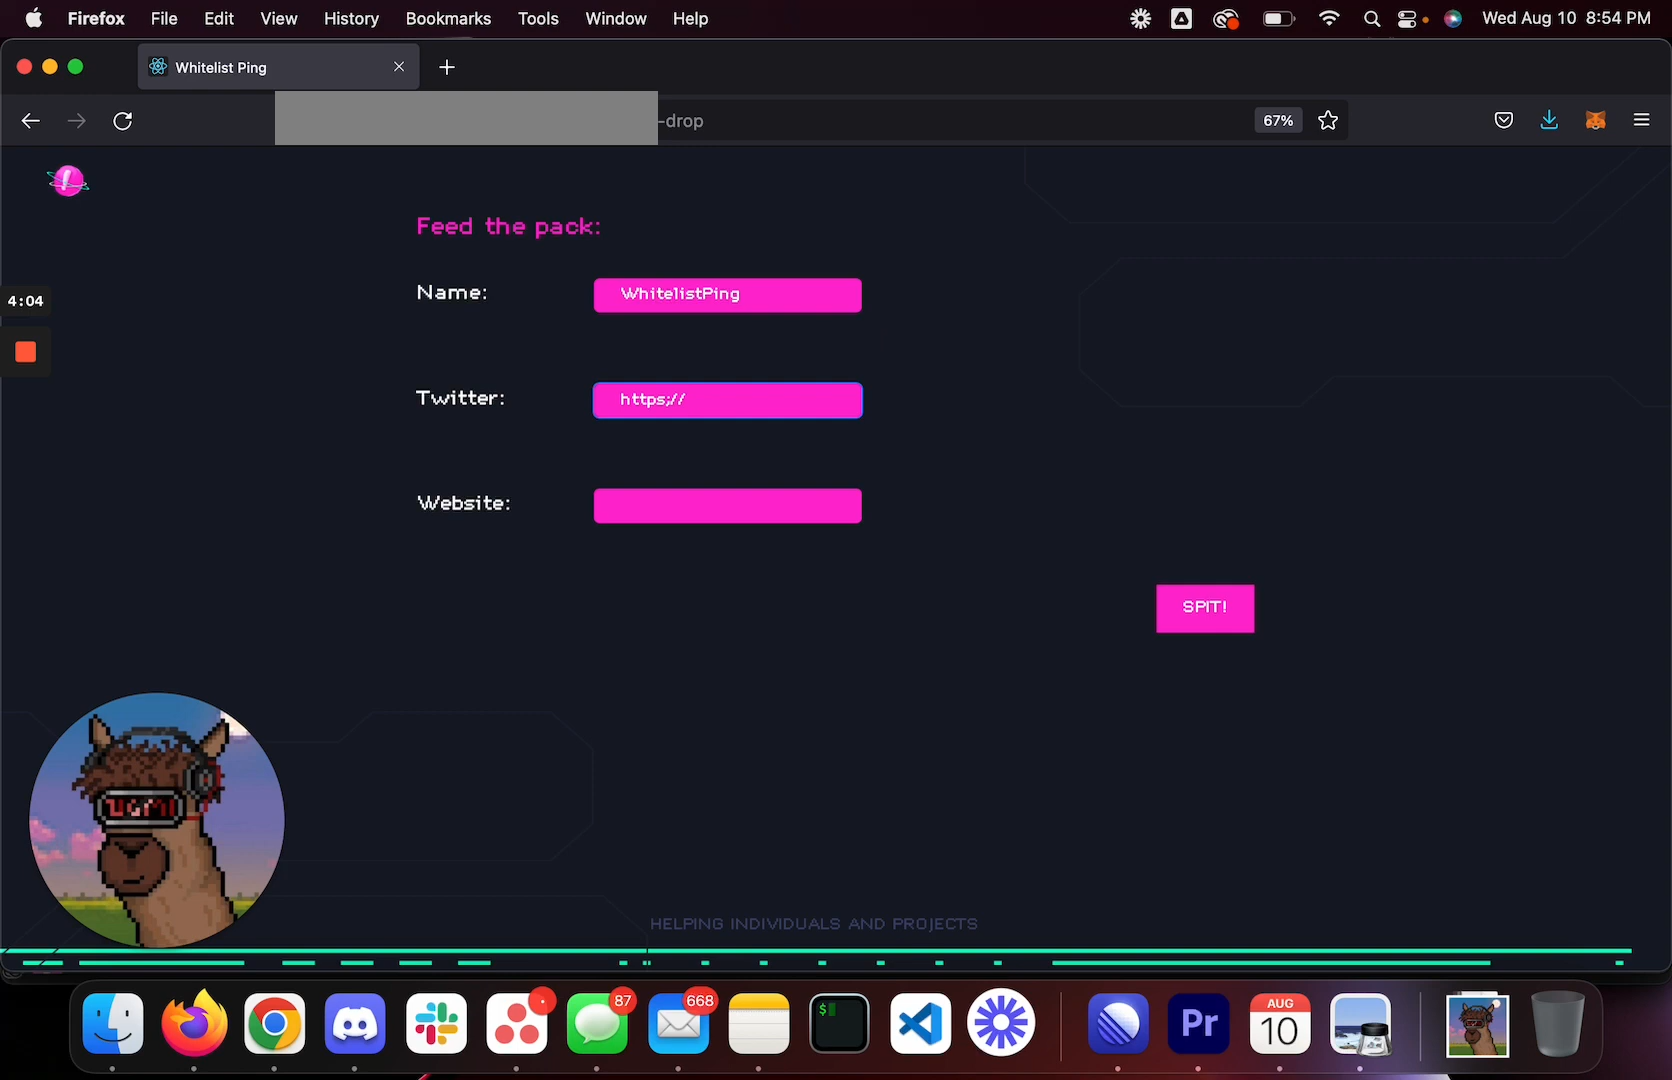 Firefox File Edit View History Bookmarks Tools Window Help Wed Aug 10 8:54 PM
Whitelist Ping
-drop 67%
Feed the pack:
Name: WhitelistPing
4:04
Twitter: https;//
Website:
SPIT!
UGMI
HELPING INDIVIDUALS AND PROJECTS
87
668
$
Pr
AUG
10